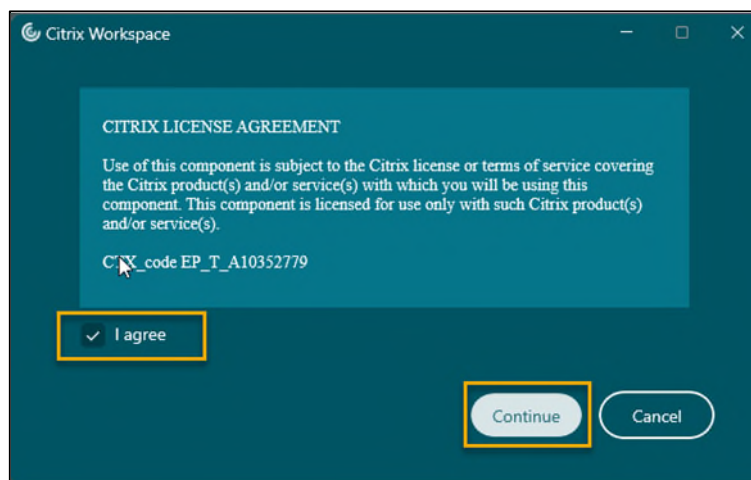 Citrix Workspace
CITRIX LICENSE AGREEMENT
Use of this component is subject to the Citrix license or terms of service covering
the Citrix product(s) and/or service(s) with which you will be using this
component. This component is licensed for use only with such Citrix product(s)
and/or service(s).
CTX_code EP_T_A10352779
I agree
Continue
Cancel